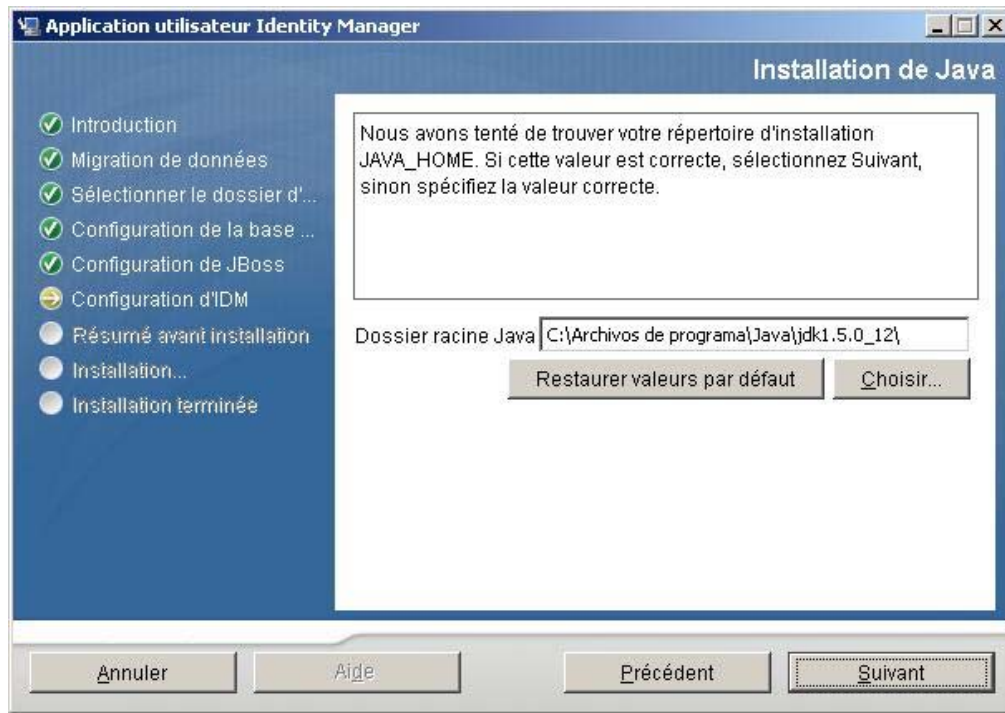 Application utilisateur Identity Manager
Installation de Java
Introduction
Migration de données
Sélectionner le dossier d'...
Configuration de la base ...
Configuration de JBoss
Configuration d'IDM
Résumé avant installation
Installation...
Installation terminée
Nous avons tenté de trouver votre répertoire d'installation
JAVA_HOME. Si cette valeur est correcte, sélectionnez Suivant,
sinon spécifiez la valeur correcte.
Dossier racine Java C:\Archivos de programa\Java\jdk1.5.0_12\
Restaurer valeurs par défaut Choisir...
Annuler Aide Précédent Suivant